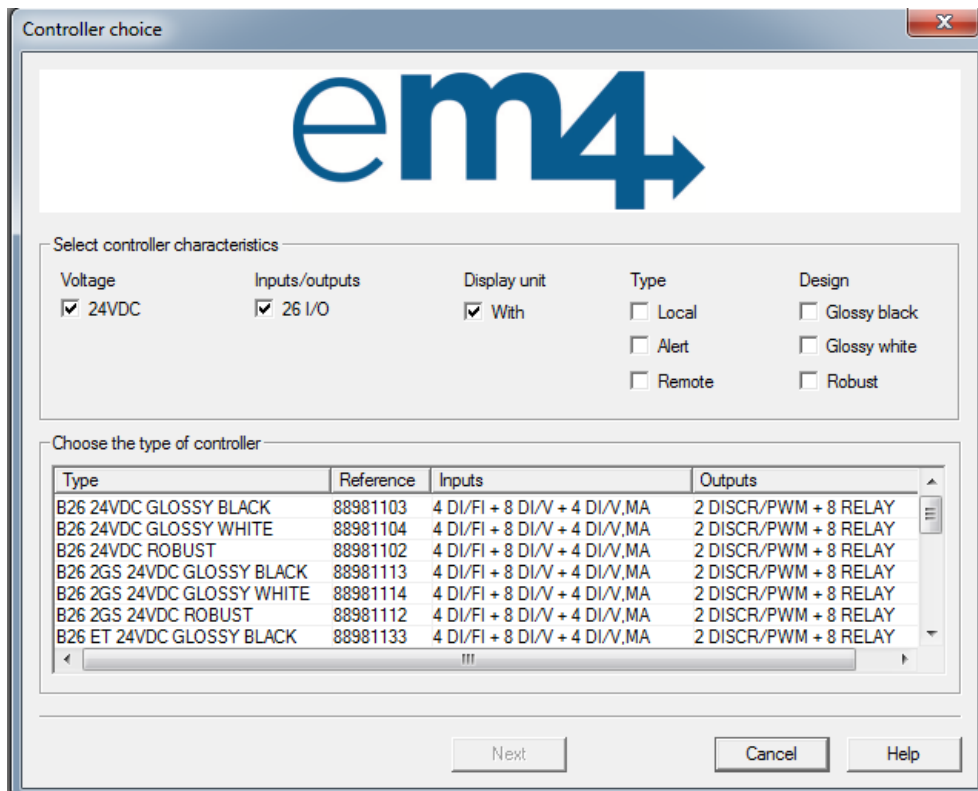 Controller choice
em4
Select controller characteristics
Voltage Inputs/outputs Display unit Type Design
24VDC 26 I/O With Local Glossy black
Alert Glossy white
Remote Robust
Choose the type of controller
Type Reference Inputs Outputs
B26 24VDC GLOSSY BLACK 88981103 4 DI/FI + 8 DI/V + 4 DI/V,MA 2 DISCR/PWM + 8 RELAY
B26 24VDC GLOSSY WHITE 88981104 4 DI/FI + 8 DI/V + 4 DI/V,MA 2 DISCR/PWM + 8 RELAY
B26 24VDC ROBUST 88981102 4 DI/FI + 8 DI/V + 4 DI/V,MA 2 DISCR/PWM + 8 RELAY
B26 2GS 24VDC GLOSSY BLACK 88981113 4 DI/FI + 8 DI/V + 4 DI/V,MA 2 DISCR/PWM + 8 RELAY
B26 2GS 24VDC GLOSSY WHITE 88981114 4 DI/FI + 8 DI/V + 4 DI/V,MA 2 DISCR/PWM + 8 RELAY
B26 2GS 24VDC ROBUST 88981112 4 DI/FI + 8 DI/V + 4 DI/V,MA 2 DISCR/PWM + 8 RELAY
B26 ET 24VDC GLOSSY BLACK 88981133 4 DI/FI + 8 DI/V + 4 DI/V,MA 2 DISCR/PWM + 8 RELAY
Next Cancel Help